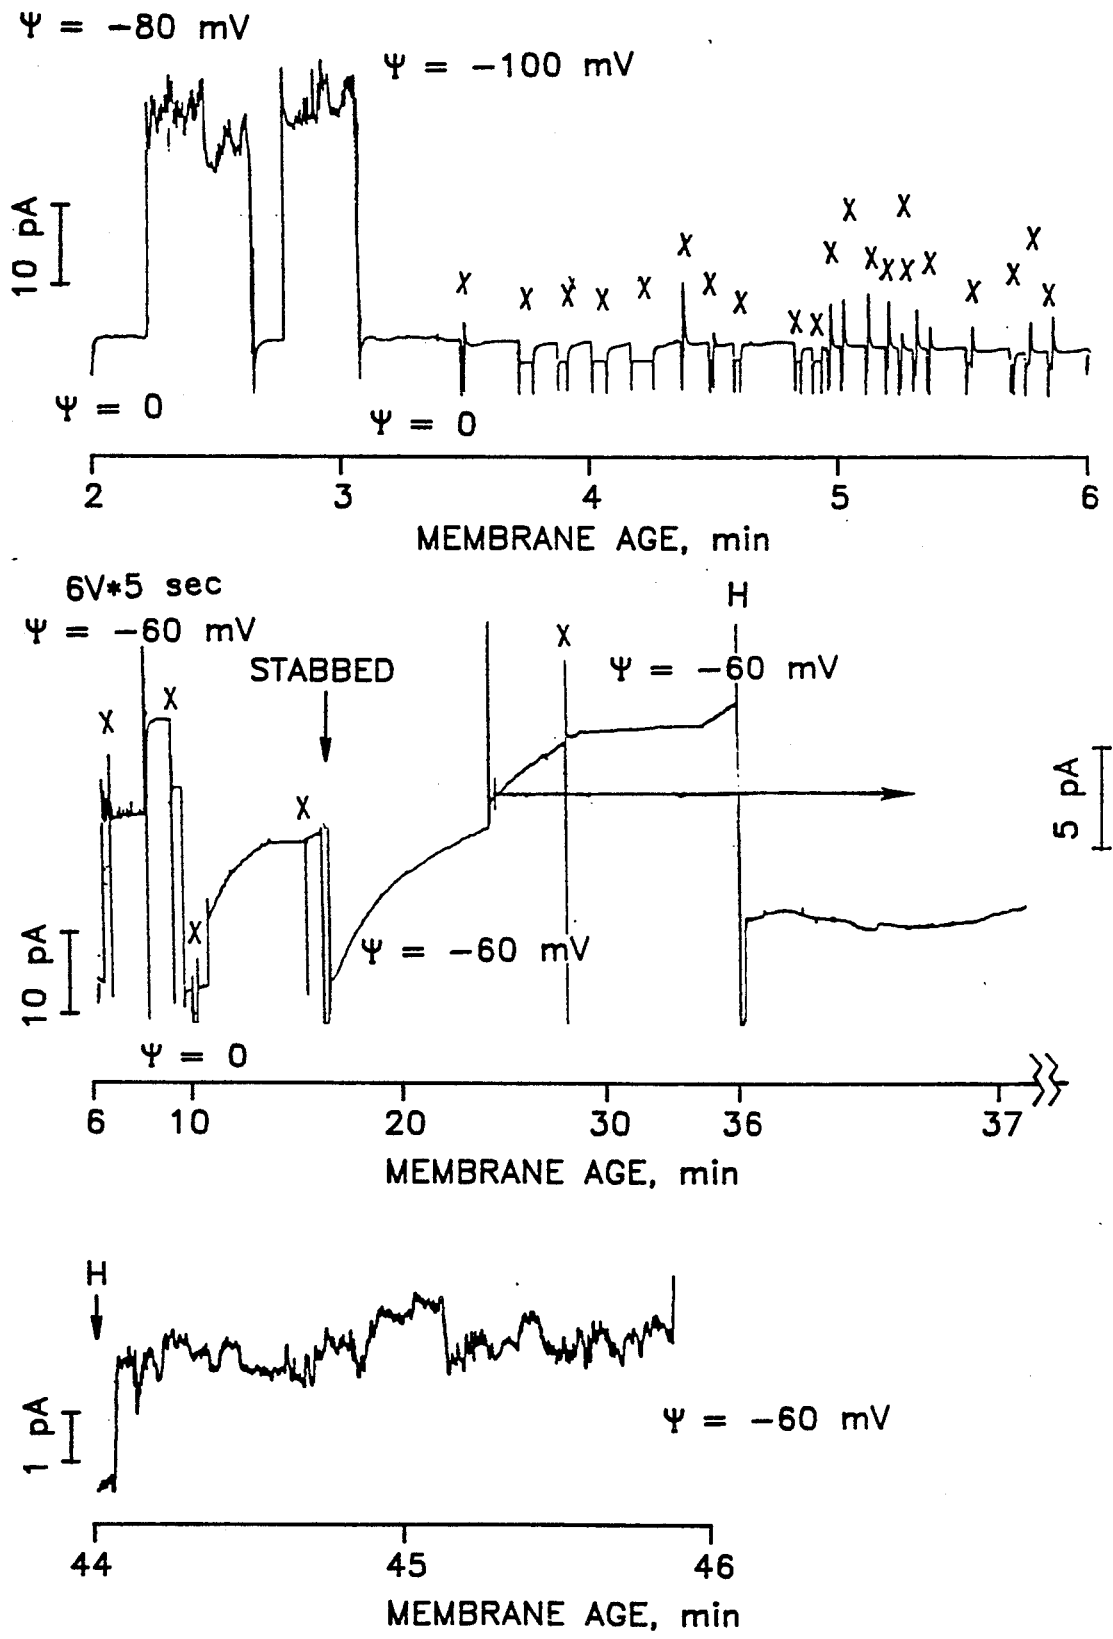 Ψ = -80 mV
Ψ = -100 mV
10 pA
X X X X X X X X X X X X X X X X X X X X X X X
Ψ = 0
Ψ = 0
2 3 4 5 6
MEMBRANE AGE, min
6V*5 sec
Ψ = -60 mV
STABBED
H
X X X X X
Ψ = -60 mV
5 pA
10 pA
Ψ = -60 mV
Ψ = 0
6 10 20 30 36 37
MEMBRANE AGE, min
H
1 pA
Ψ = -60 mV
44 45 46
MEMBRANE AGE, min